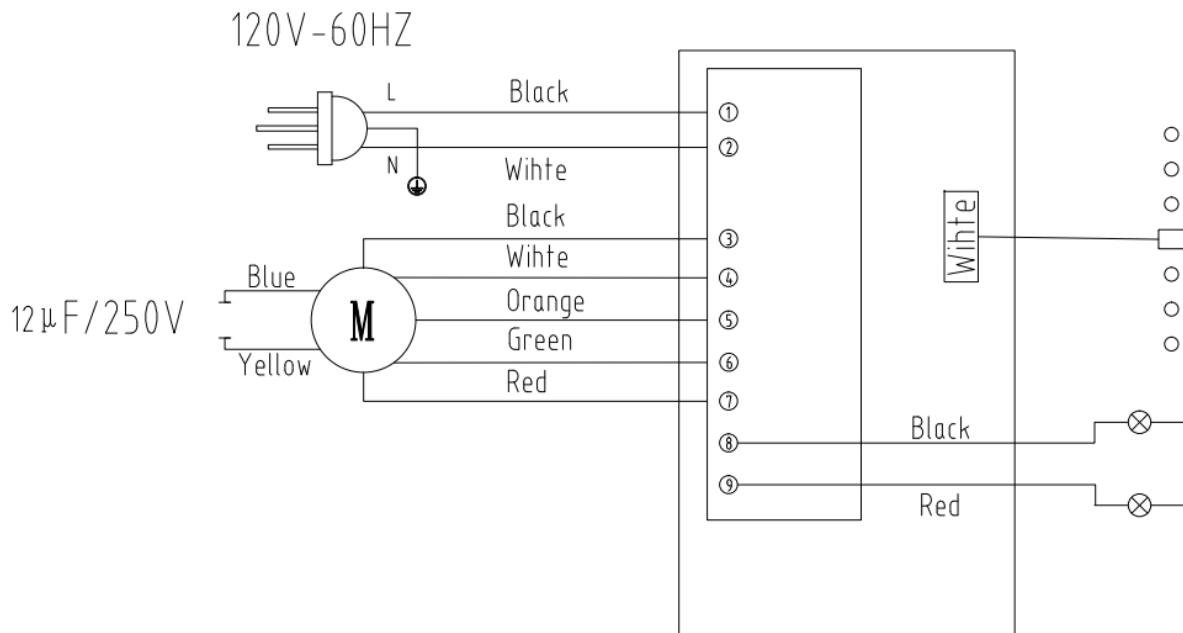 120V-60HZ
L
Black
①
N
②
Wihte
Black
③
Wihte
④
Wihte
Blue
Orange
⑤
12μF/250V
M
Green
⑥
Yellow
Red
⑦
⑧
Black
⑨
Red